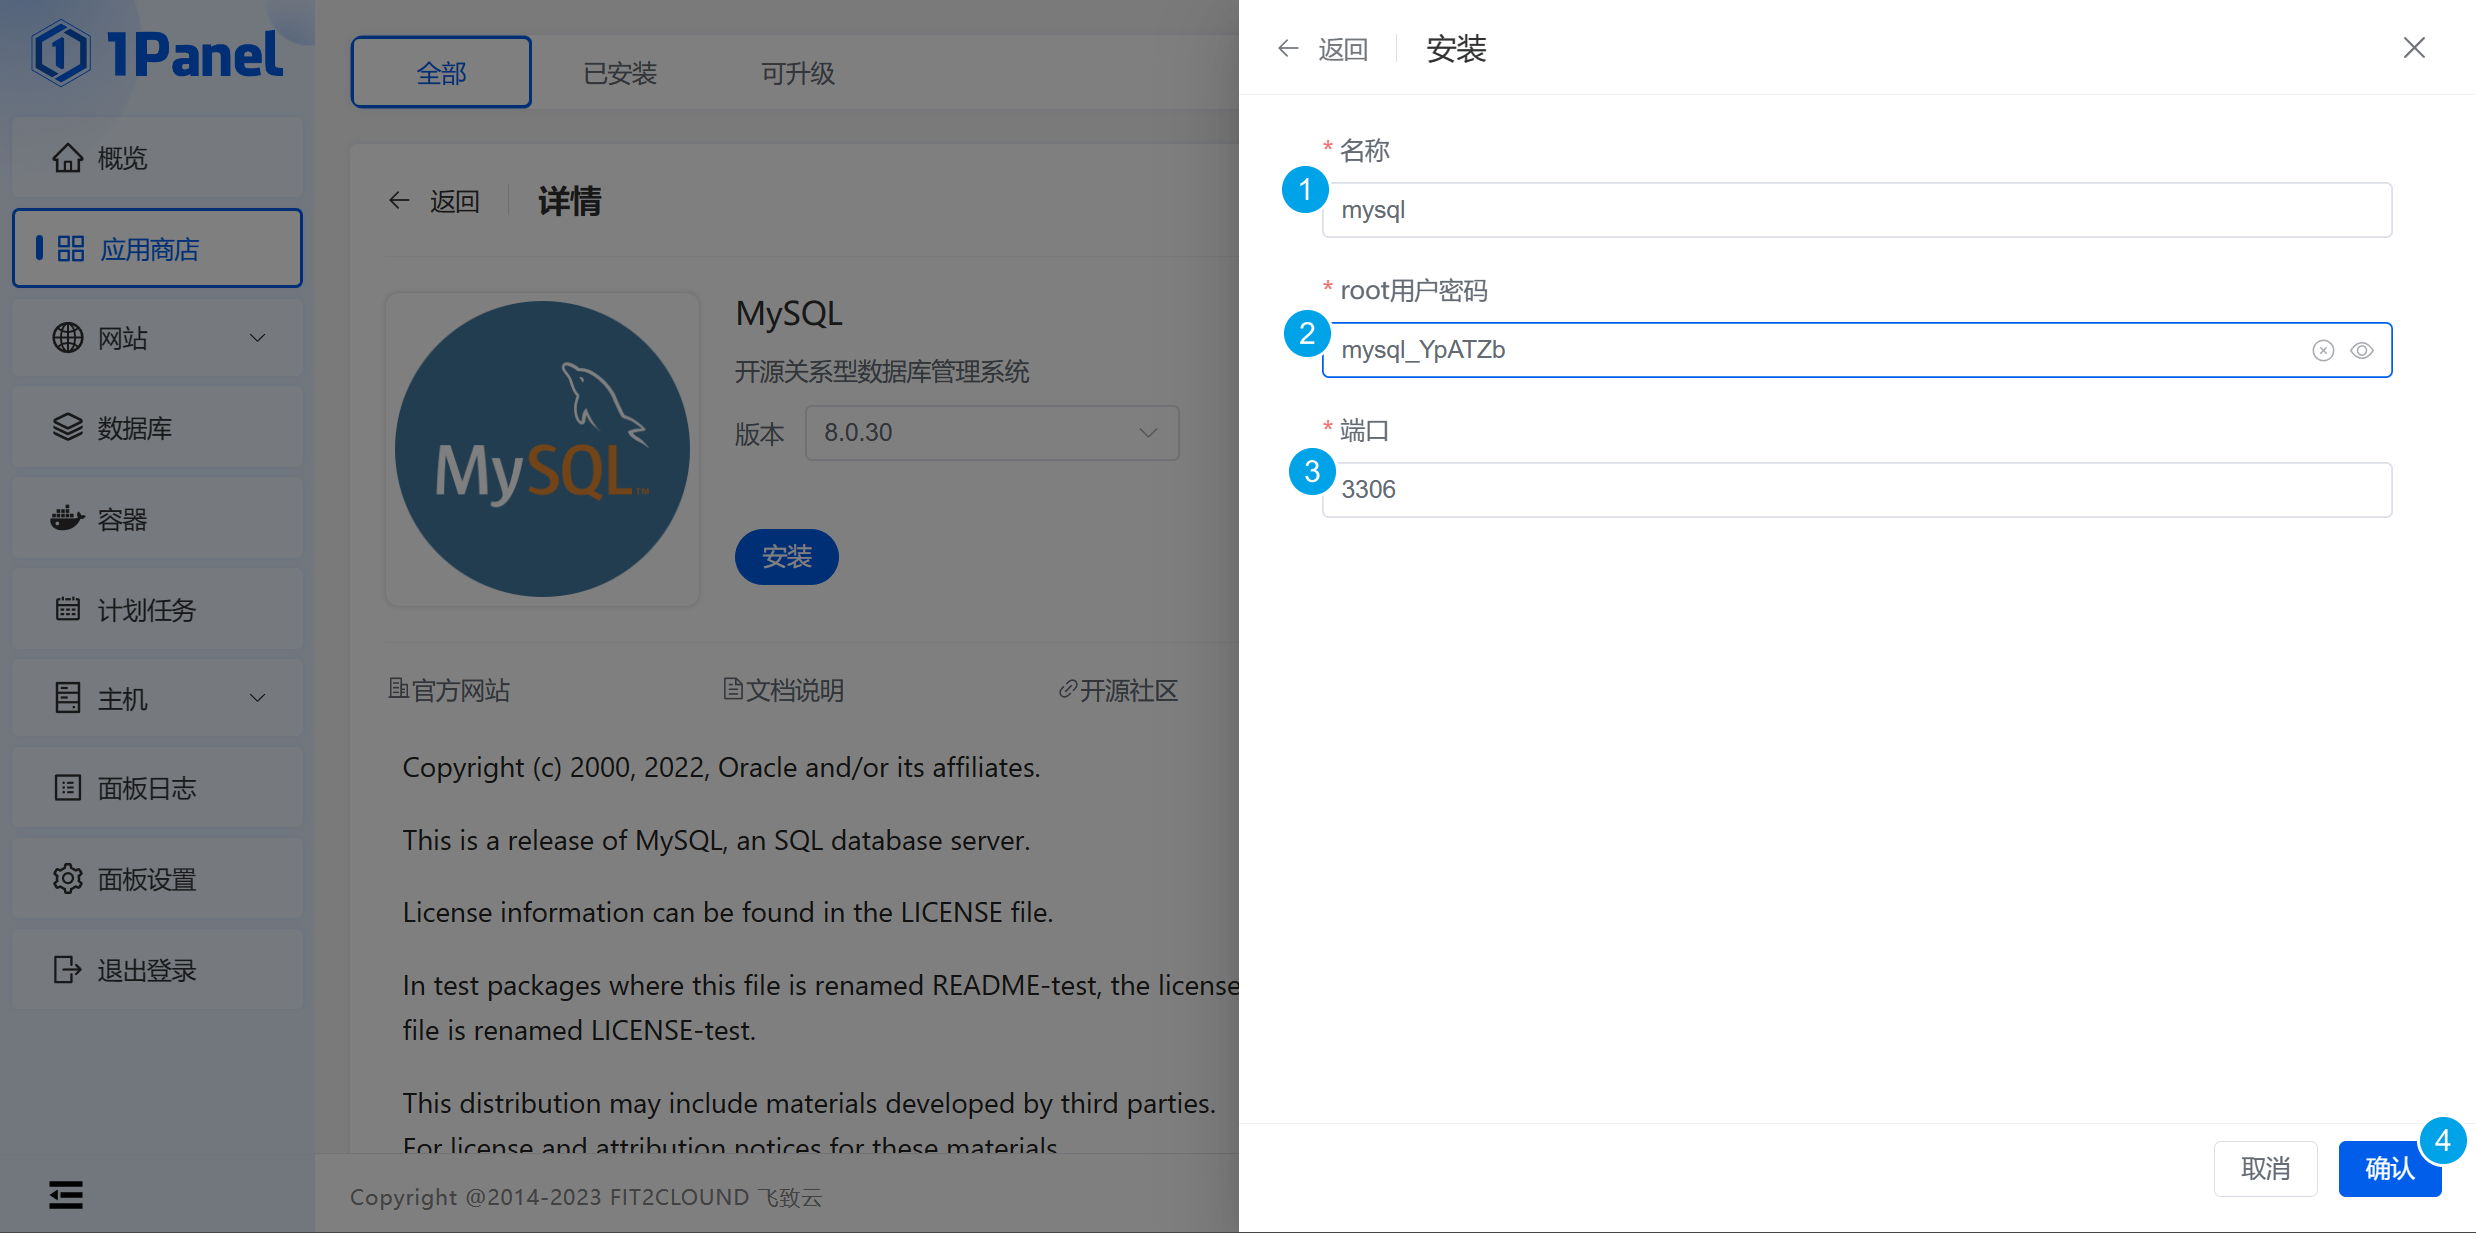 1Panel
概览
应用商店
网站
数据库
容器
计划任务
主机
面板日志
面板设置
退出登录
全部
已安装
可升级
返回
详情
MySQL™
MySQL
开源关系型数据库管理系统
版本 8.0.30
安装
官方网站 文档说明 开源社区
Copyright (c) 2000, 2022, Oracle and/or its affiliates.
This is a release of MySQL, an SQL database server.
License information can be found in the LICENSE file.
In test packages where this file is renamed README-test, the license
file is renamed LICENSE-test.
This distribution may include materials developed by third parties.
For license and attribution notices for these materials
Copyright @2014-2023 FIT2CLOUND 飞致云
返回
安装
* 名称
1
mysql
* root用户密码
2
mysql_YpATZb
* 端口
3
3306
取消
确认
4